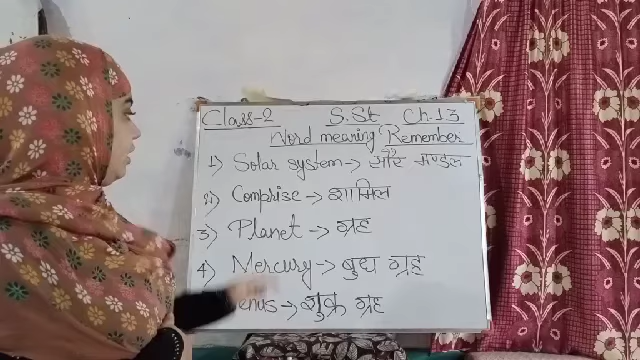 Class-2 S.St Ch.13
Word meaning: Remember
1) Solar system → सौर मण्डल
2) Comprise → शामिल
3) Planet → ग्रह
4) Mercury → बुध ग्रह
→ शुक्र ग्रह